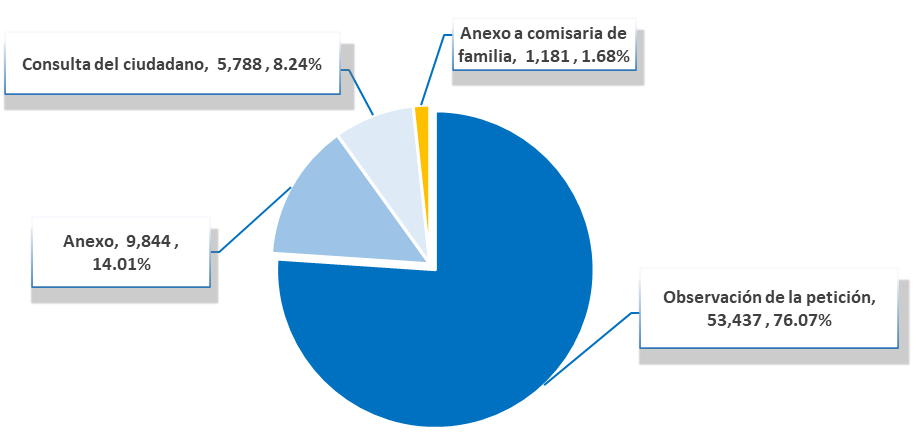 Anexo a comisaria de
familia, 1,181 , 1.68%
Consulta del ciudadano, 5,788 , 8.24%
Anexo, 9,844 ,
14.01%
Observación de la petición,
53,437 , 76.07%